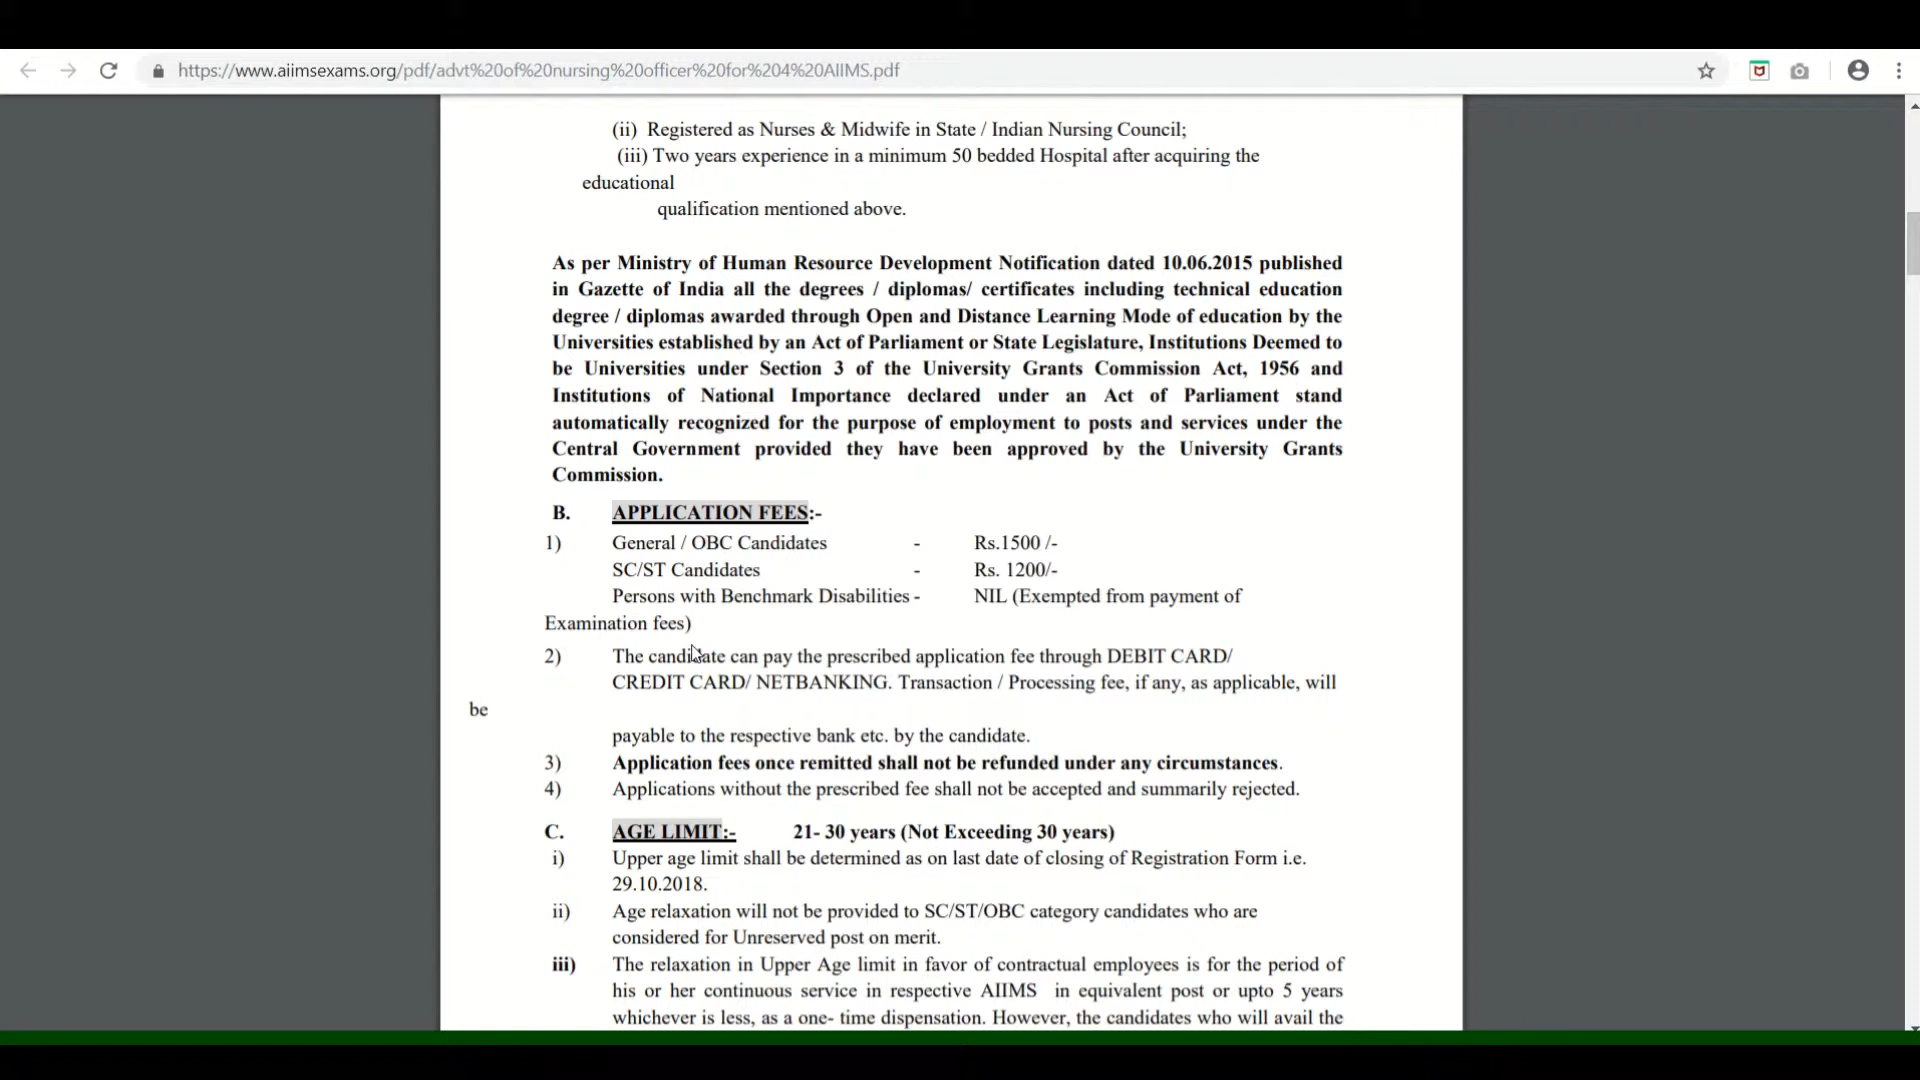 https://www.aiimsexams.org/pdf/advt%20of%20nursing%20officer%20for%204%20AIIMS.pdf
(ii) Registered as Nurses & Midwife in State / Indian Nursing Council;
(iii) Two years experience in a minimum 50 bedded Hospital after acquiring the
educational
qualification mentioned above.
As per Ministry of Human Resource Development Notification dated 10.06.2015 published
in Gazette of India all the degrees / diplomas/ certificates including technical education
degree / diplomas awarded through Open and Distance Learning Mode of education by the
Universities established by an Act of Parliament or State Legislature, Institutions Deemed to
be Universities under Section 3 of the University Grants Commission Act, 1956 and
Institutions of National Importance declared under an Act of Parliament stand
automatically recognized for the purpose of employment to posts and services under the
Central Government provided they have been approved by the University Grants
Commission.
B. APPLICATION FEES:-
1) General / OBC Candidates - Rs.1500 /-
SC/ST Candidates - Rs. 1200/-
Persons with Benchmark Disabilities - NIL (Exempted from payment of
Examination fees)
2) The candidate can pay the prescribed application fee through DEBIT CARD/
CREDIT CARD/ NETBANKING. Transaction / Processing fee, if any, as applicable, will
be
payable to the respective bank etc. by the candidate.
3) Application fees once remitted shall not be refunded under any circumstances.
4) Applications without the prescribed fee shall not be accepted and summarily rejected.
C. AGE LIMIT:- 21- 30 years (Not Exceeding 30 years)
i) Upper age limit shall be determined as on last date of closing of Registration Form i.e.
29.10.2018.
ii) Age relaxation will not be provided to SC/ST/OBC category candidates who are
considered for Unreserved post on merit.
iii) The relaxation in Upper Age limit in favor of contractual employees is for the period of
his or her continuous service in respective AIIMS in equivalent post or upto 5 years
whichever is less, as a one- time dispensation. However, the candidates who will avail the